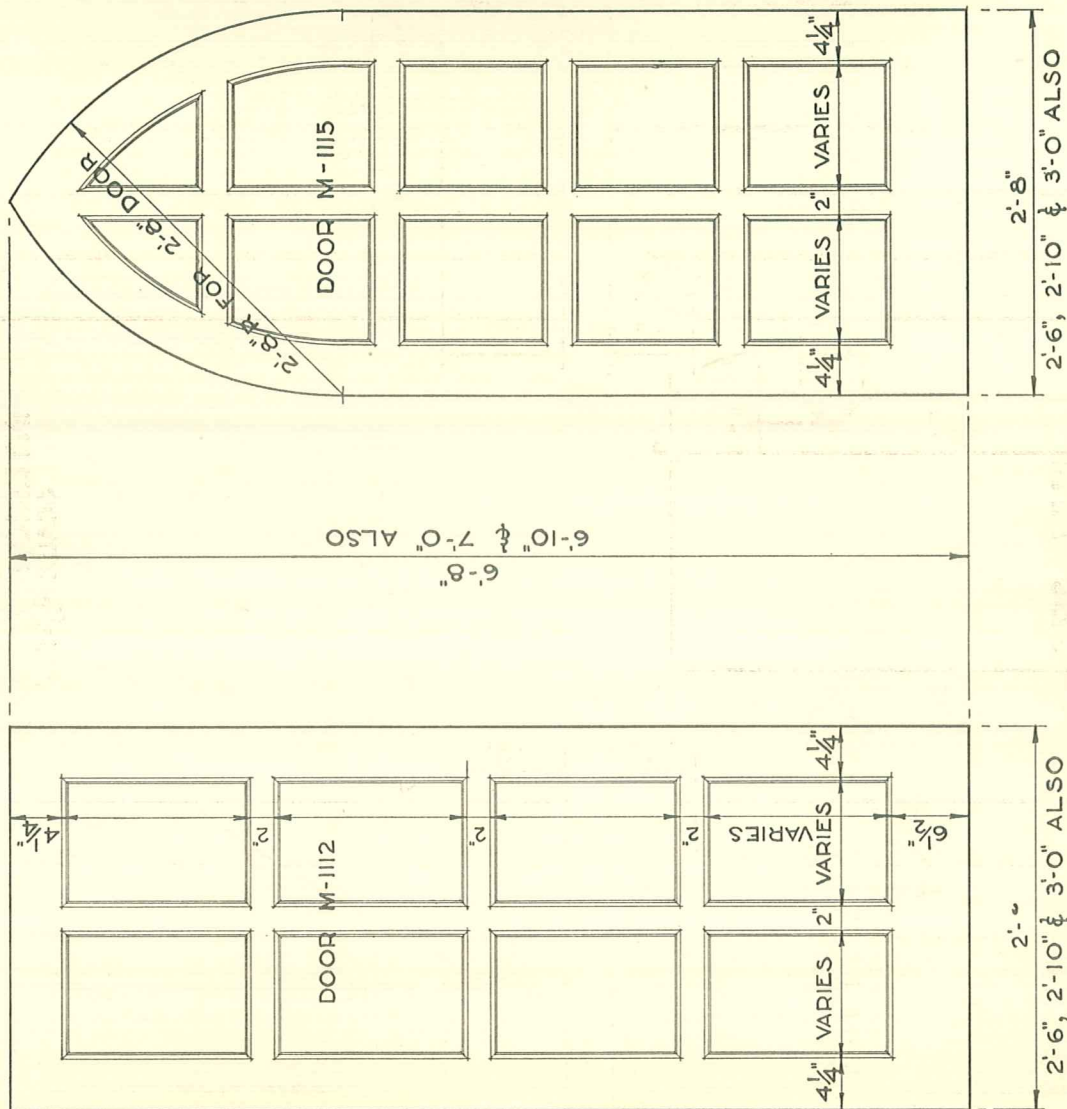 4¼"
VARIES
2"
VARIES
4¼"
DOOR M-1115
2'-8" R FOR 2'-8" DOOR
2'-8"
2'-6", 2'-10" & 3'-0" ALSO
6'-8"
6'-10" & 7'-0" ALSO
4¼"
2"
2"
2"
VARIES
6½"
DOOR M-1112
4¼"
VARIES
2"
VARIES
4¼"
2'-
2'-6", 2'-10" & 3'-0" ALSO